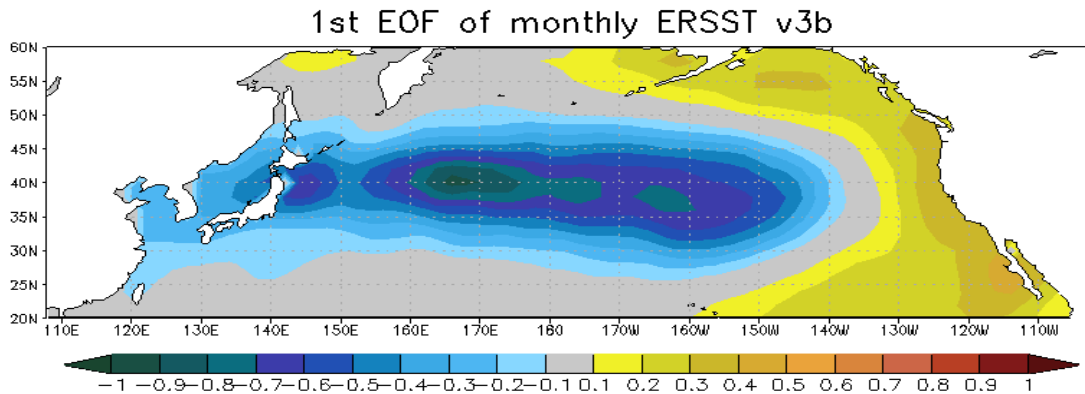 1st EOF of monthly ERSST v3b
60N
55N
50N
45N
40N
35N
30N
25N
20N
110E 120E 130E 140E 150E 160E 170E 180 170W 160W 150W 140W 130W 120W 110W
-1 -0.9 -0.8 -0.7 -0.6 -0.5 -0.4 -0.3 -0.2 -0.1 0.1 0.2 0.3 0.4 0.5 0.6 0.7 0.8 0.9 1